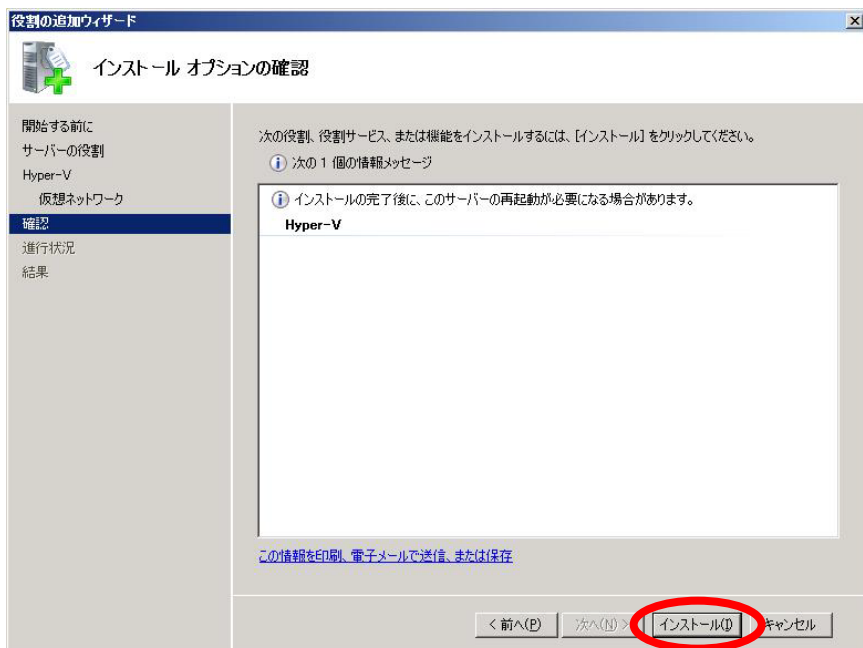 役割の追加ウィザード
インストール オプションの確認
開始する前に
サーバーの役割
Hyper-V
仮想ネットワーク
確認
進行状況
結果
次の役割、役割サービス、または機能をインストールするには、[インストール] をクリックしてください。
次の 1 個の情報メッセージ
インストールの完了後に、このサーバーの再起動が必要になる場合があります。
Hyper-V
この情報を印刷、電子メールで送信、または保存
< 前へ(P) 次へ(N) > インストール(I) キャンセル